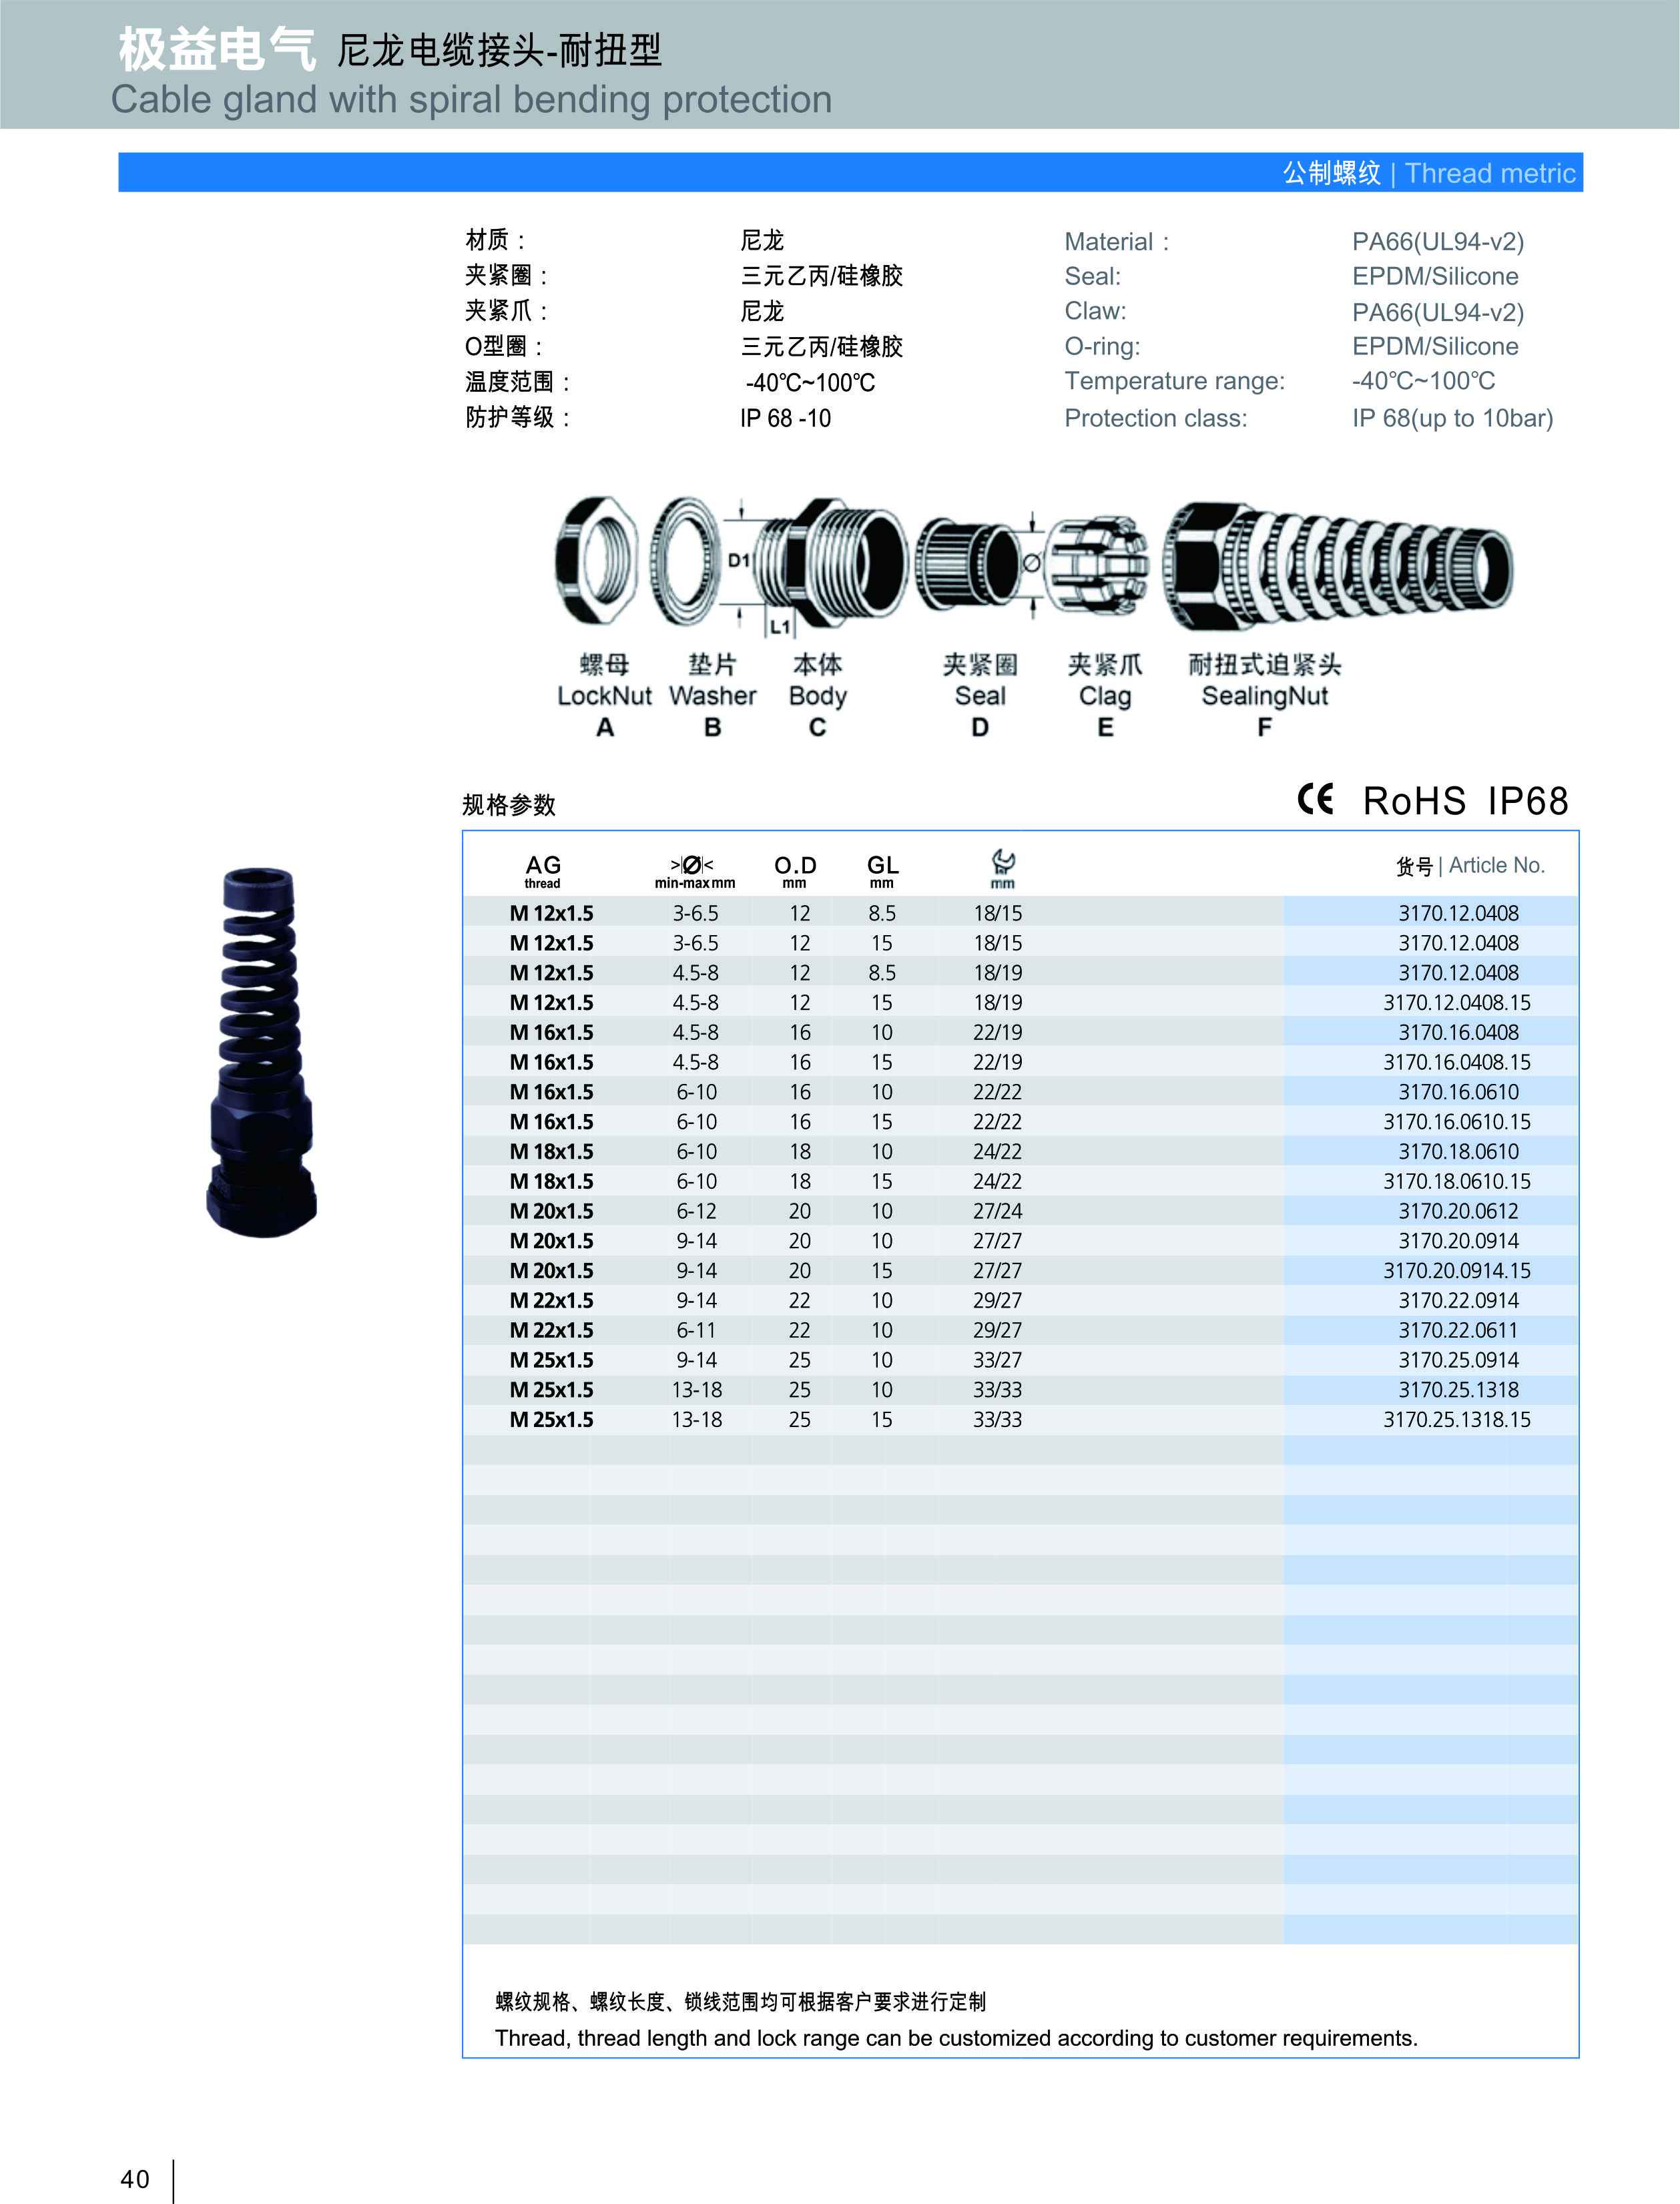 极益电气 尼龙电缆接头-耐扭型
Cable gland with spiral bending protection
公制螺纹 | Thread metric
材质： 尼龙 Material： PA66(UL94-v2)
夹紧圈： 三元乙丙/硅橡胶 Seal: EPDM/Silicone
夹紧爪： 尼龙 Claw: PA66(UL94-v2)
O型圈： 三元乙丙/硅橡胶 O-ring: EPDM/Silicone
温度范围： -40℃~100℃ Temperature range: -40℃~100℃
防护等级： IP 68 -10 Protection class: IP 68(up to 10bar)
D1 Ø
L1
螺母 垫片 本体 夹紧圈 夹紧爪 耐扭式迫紧头
LockNut Washer Body Seal Clag SealingNut
A B C D E F
规格参数 CE RoHS IP68
AG >|Ø|< O.D GL 货号 | Article No.
thread min-max mm mm mm mm
M 12x1.5 3-6.5 12 8.5 18/15 3170.12.0408
M 12x1.5 3-6.5 12 15 18/15 3170.12.0408
M 12x1.5 4.5-8 12 8.5 18/19 3170.12.0408
M 12x1.5 4.5-8 12 15 18/19 3170.12.0408.15
M 16x1.5 4.5-8 16 10 22/19 3170.16.0408
M 16x1.5 4.5-8 16 15 22/19 3170.16.0408.15
M 16x1.5 6-10 16 10 22/22 3170.16.0610
M 16x1.5 6-10 16 15 22/22 3170.16.0610.15
M 18x1.5 6-10 18 10 24/22 3170.18.0610
M 18x1.5 6-10 18 15 24/22 3170.18.0610.15
M 20x1.5 6-12 20 10 27/24 3170.20.0612
M 20x1.5 9-14 20 10 27/27 3170.20.0914
M 20x1.5 9-14 20 15 27/27 3170.20.0914.15
M 22x1.5 9-14 22 10 29/27 3170.22.0914
M 22x1.5 6-11 22 10 29/27 3170.22.0611
M 25x1.5 9-14 25 10 33/27 3170.25.0914
M 25x1.5 13-18 25 10 33/33 3170.25.1318
M 25x1.5 13-18 25 15 33/33 3170.25.1318.15
螺纹规格、螺纹长度、锁线范围均可根据客户要求进行定制
Thread, thread length and lock range can be customized according to customer requirements.
40